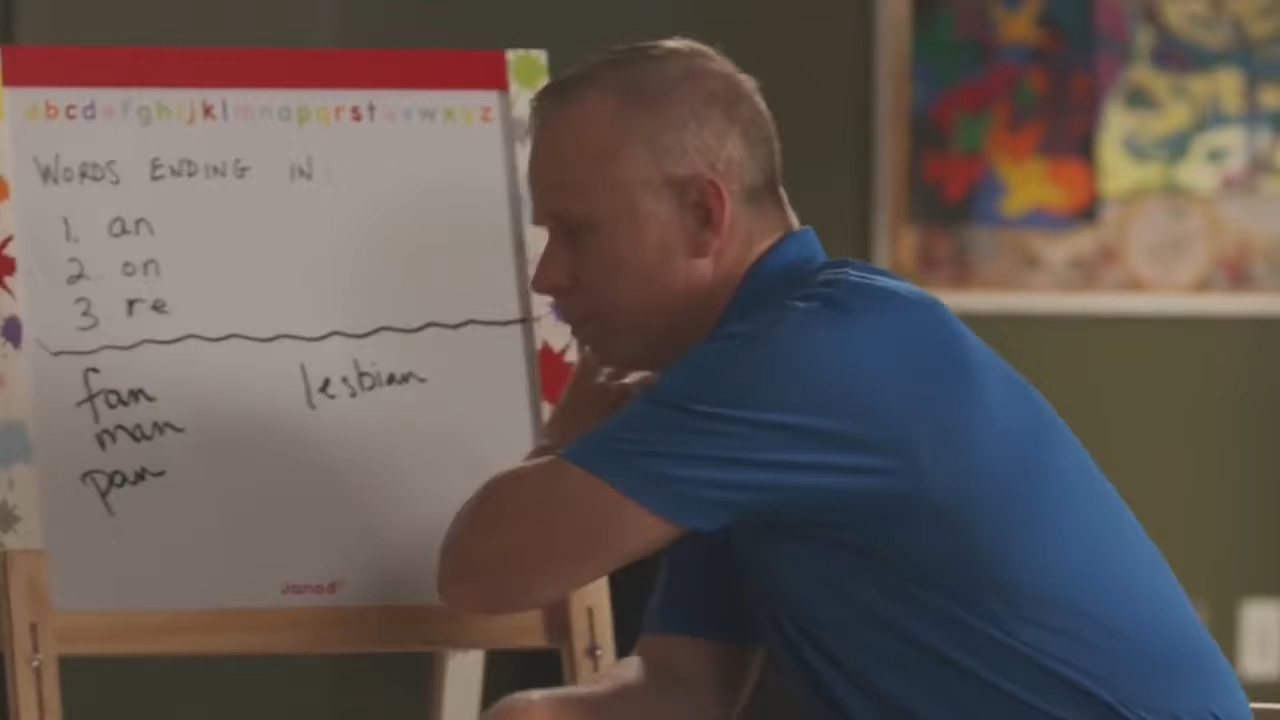 abcdefghijklmnopqrstuvwxyz
WORDS ENDING IN:
1. an
2. on
3 re
fan lesbian
man
pan
Janod